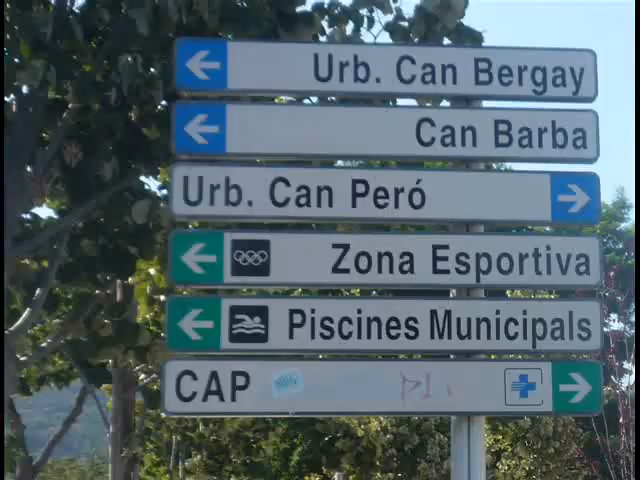 Urb. Can Bergay
Can Barba
Urb. Can Peró
Zona Esportiva
Piscines Municipals
CAP